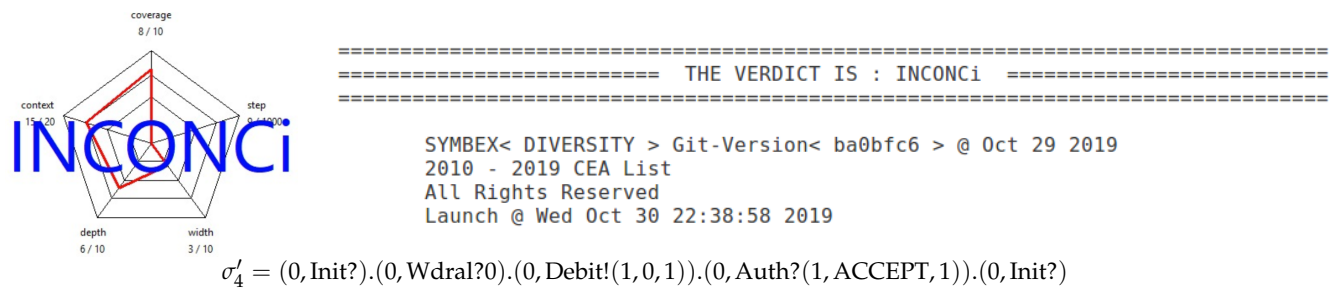 coverage
8 / 10
context
15 / 20
step
9 / 1000
INCONCi
depth
6 / 10
width
3 / 10
================================================================================
========================== THE VERDICT IS : INCONCi ==========================
================================================================================
SYMBEX< DIVERSITY > Git-Version< ba0bfc6 > @ Oct 29 2019
2010 - 2019 CEA List
All Rights Reserved
Launch @ Wed Oct 30 22:38:58 2019
σ′₄ = (0, Init?).(0, Wdral?0).(0, Debit!(1, 0, 1)).(0, Auth?(1, ACCEPT, 1)).(0, Init?)